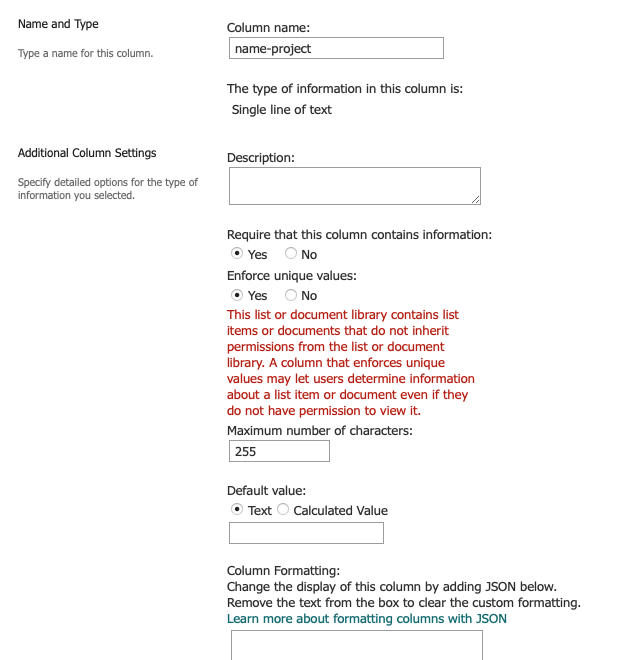 Name and Type
Type a name for this column.
Column name:
name-project
The type of information in this column is:
Single line of text
Additional Column Settings
Specify detailed options for the type of
information you selected.
Description:
Require that this column contains information:
Yes No
Enforce unique values:
Yes No
This list or document library contains list
items or documents that do not inherit
permissions from the list or document
library. A column that enforces unique
values may let users determine information
about a list item or document even if they
do not have permission to view it.
Maximum number of characters:
255
Default value:
Text Calculated Value
Column Formatting:
Change the display of this column by adding JSON below.
Remove the text from the box to clear the custom formatting.
Learn more about formatting columns with JSON